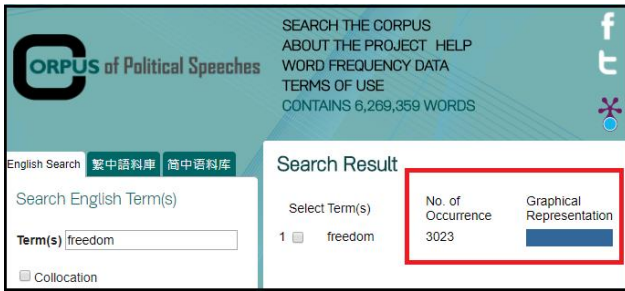 CORPUS of Political Speeches
SEARCH THE CORPUS
ABOUT THE PROJECT HELP
WORD FREQUENCY DATA
TERMS OF USE
CONTAINS 6,269,359 WORDS
f
t
English Search 繁中語料庫 简中语料库
Search English Term(s)
Term(s) freedom
Collocation
Search Result
Select Term(s) No. of Occurrence Graphical Representation
1 freedom 3023